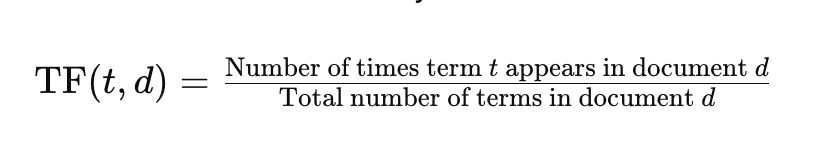 TF(t, d) = Number of times term t appears in document d
Total number of terms in document d